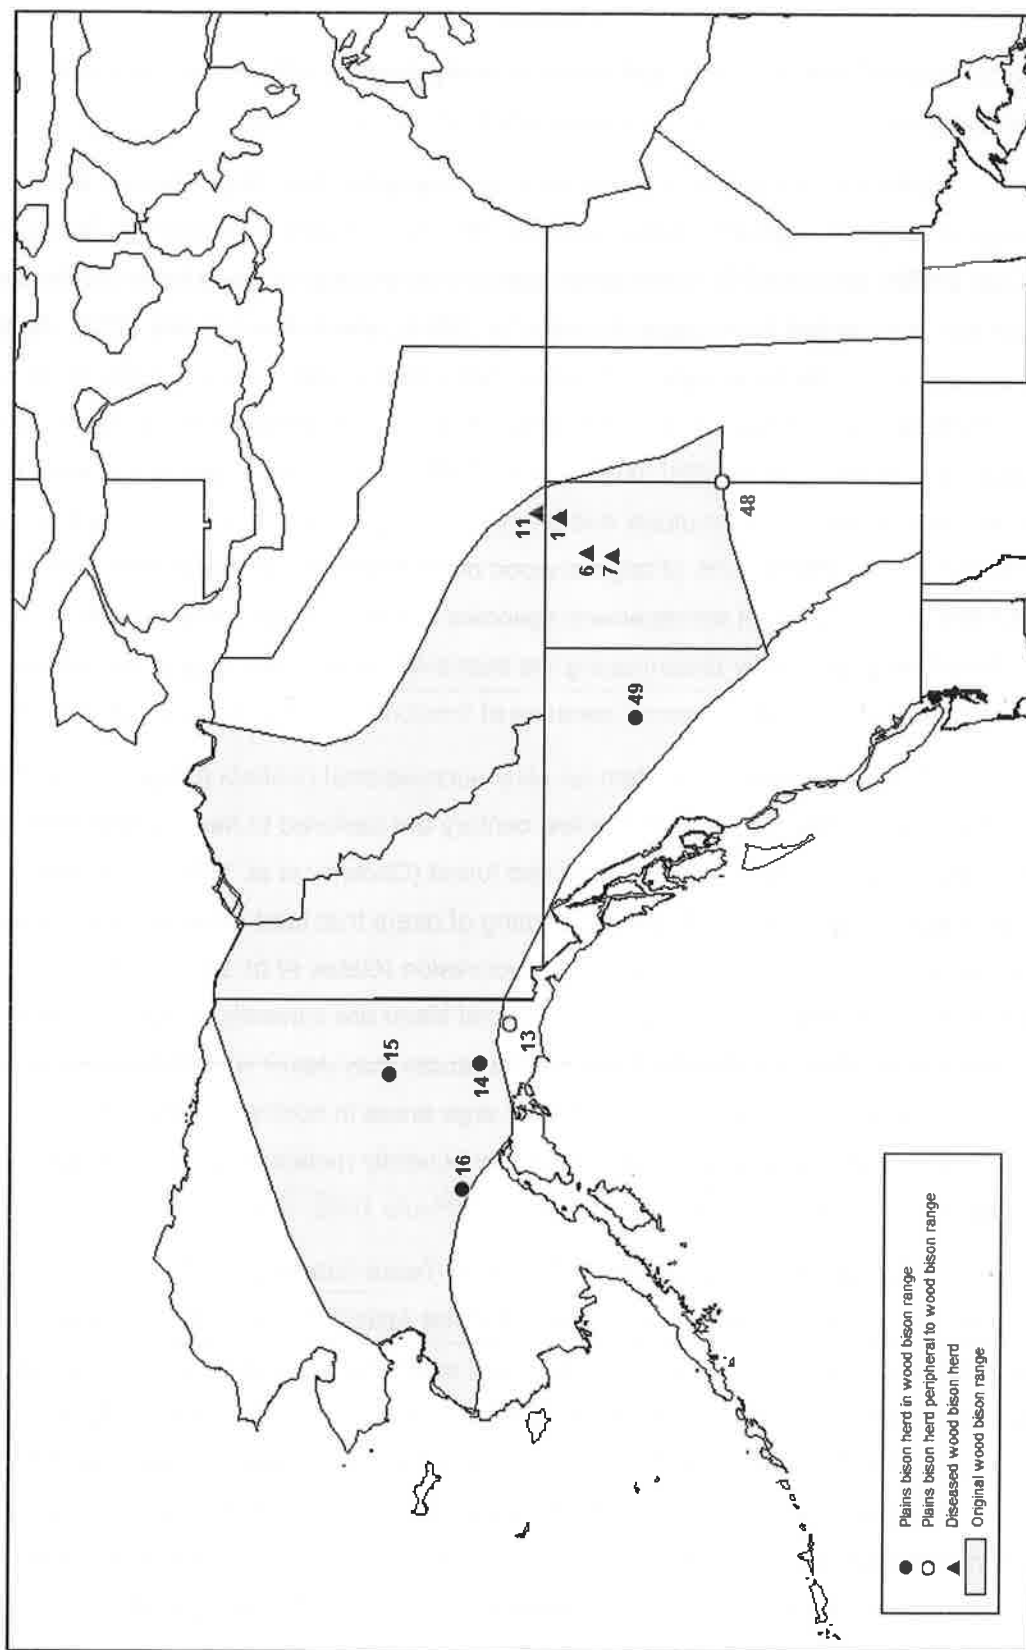 11
1
6
7
48
49
15
14
13
16
Plains bison herd in wood bison range
Plains bison herd peripheral to wood bison range
Diseased wood bison herd
Original wood bison range